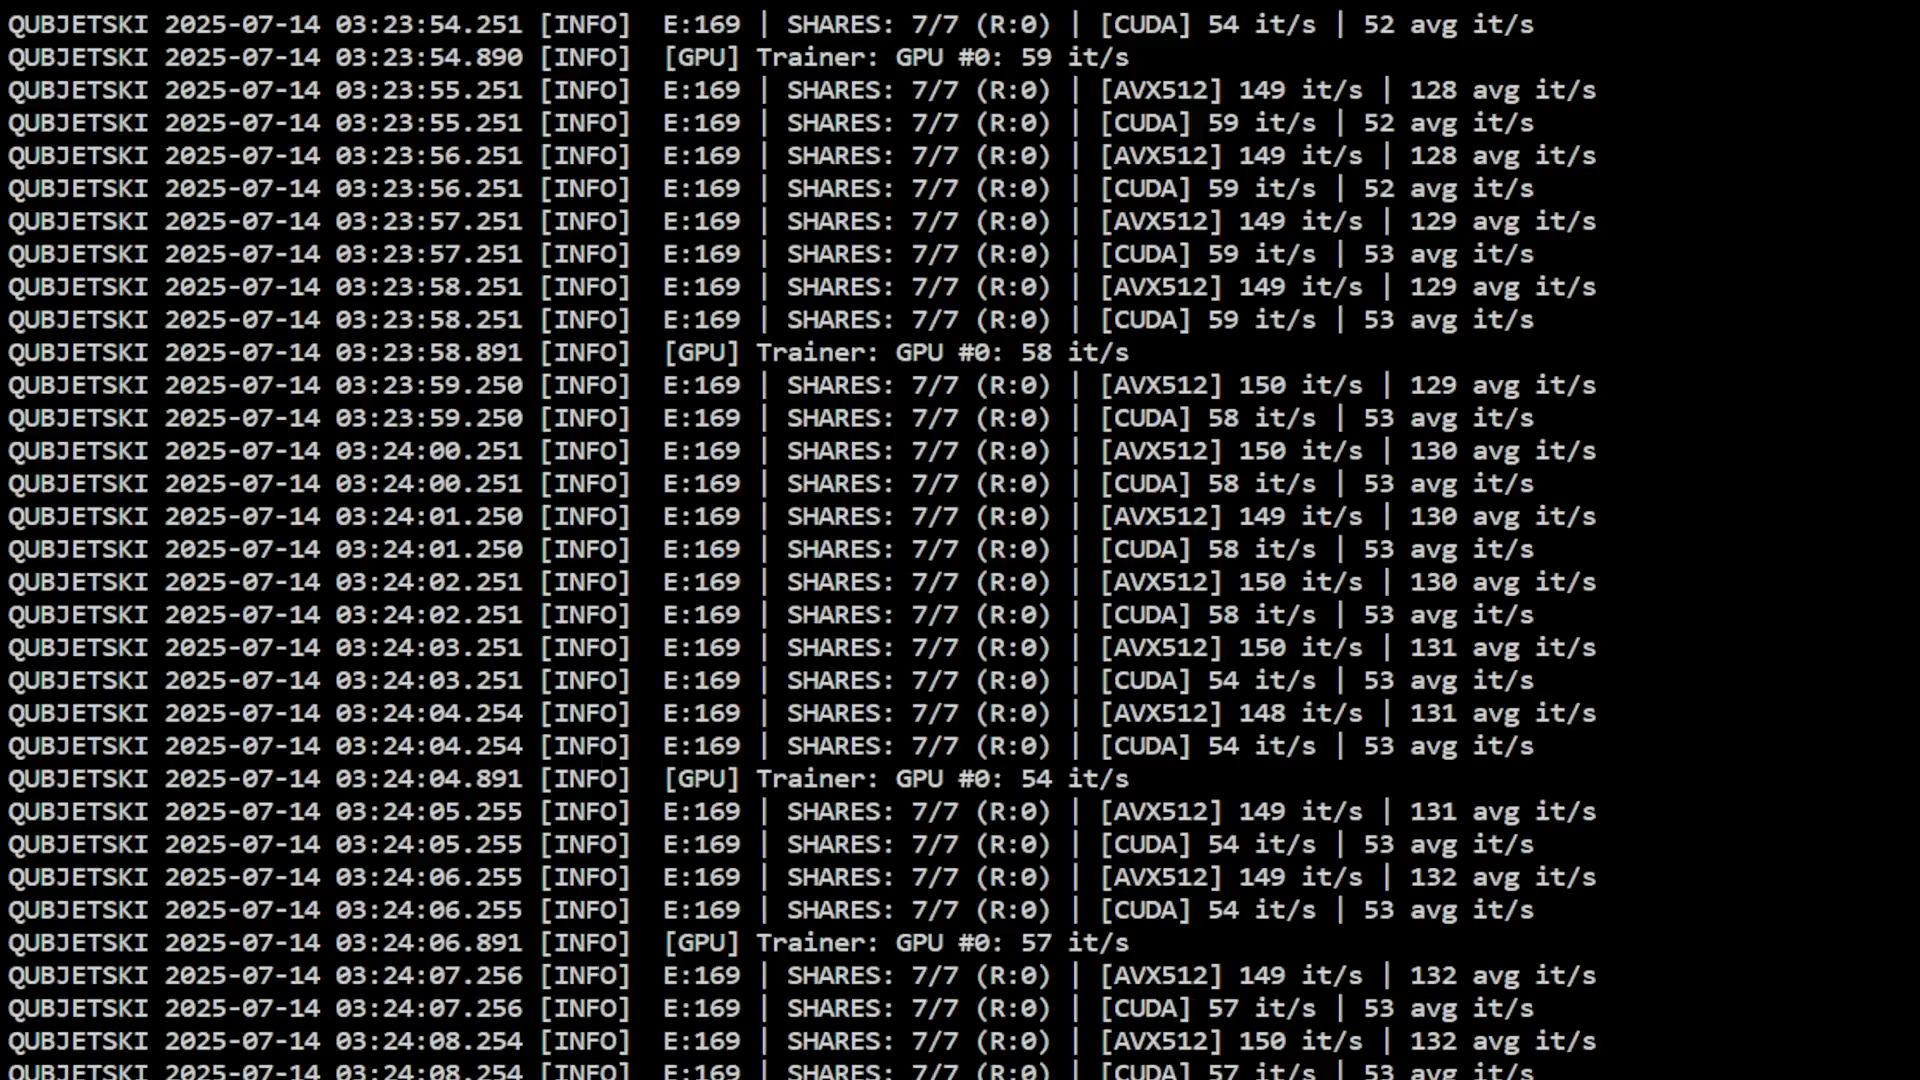 QUBJETSKI 2025-07-14 03:23:54.251 [INFO]  E:169 | SHARES: 7/7 (R:0) | [CUDA] 54 it/s | 52 avg it/s
QUBJETSKI 2025-07-14 03:23:54.890 [INFO]  [GPU] Trainer: GPU #0: 59 it/s
QUBJETSKI 2025-07-14 03:23:55.251 [INFO]  E:169 | SHARES: 7/7 (R:0) | [AVX512] 149 it/s | 128 avg it/s
QUBJETSKI 2025-07-14 03:23:55.251 [INFO]  E:169 | SHARES: 7/7 (R:0) | [CUDA] 59 it/s | 52 avg it/s
QUBJETSKI 2025-07-14 03:23:56.251 [INFO]  E:169 | SHARES: 7/7 (R:0) | [AVX512] 149 it/s | 128 avg it/s
QUBJETSKI 2025-07-14 03:23:56.251 [INFO]  E:169 | SHARES: 7/7 (R:0) | [CUDA] 59 it/s | 52 avg it/s
QUBJETSKI 2025-07-14 03:23:57.251 [INFO]  E:169 | SHARES: 7/7 (R:0) | [AVX512] 149 it/s | 129 avg it/s
QUBJETSKI 2025-07-14 03:23:57.251 [INFO]  E:169 | SHARES: 7/7 (R:0) | [CUDA] 59 it/s | 53 avg it/s
QUBJETSKI 2025-07-14 03:23:58.251 [INFO]  E:169 | SHARES: 7/7 (R:0) | [AVX512] 149 it/s | 129 avg it/s
QUBJETSKI 2025-07-14 03:23:58.251 [INFO]  E:169 | SHARES: 7/7 (R:0) | [CUDA] 59 it/s | 53 avg it/s
QUBJETSKI 2025-07-14 03:23:58.891 [INFO]  [GPU] Trainer: GPU #0: 58 it/s
QUBJETSKI 2025-07-14 03:23:59.250 [INFO]  E:169 | SHARES: 7/7 (R:0) | [AVX512] 150 it/s | 129 avg it/s
QUBJETSKI 2025-07-14 03:23:59.250 [INFO]  E:169 | SHARES: 7/7 (R:0) | [CUDA] 58 it/s | 53 avg it/s
QUBJETSKI 2025-07-14 03:24:00.251 [INFO]  E:169 | SHARES: 7/7 (R:0) | [AVX512] 150 it/s | 130 avg it/s
QUBJETSKI 2025-07-14 03:24:00.251 [INFO]  E:169 | SHARES: 7/7 (R:0) | [CUDA] 58 it/s | 53 avg it/s
QUBJETSKI 2025-07-14 03:24:01.250 [INFO]  E:169 | SHARES: 7/7 (R:0) | [AVX512] 149 it/s | 130 avg it/s
QUBJETSKI 2025-07-14 03:24:01.250 [INFO]  E:169 | SHARES: 7/7 (R:0) | [CUDA] 58 it/s | 53 avg it/s
QUBJETSKI 2025-07-14 03:24:02.251 [INFO]  E:169 | SHARES: 7/7 (R:0) | [AVX512] 150 it/s | 130 avg it/s
QUBJETSKI 2025-07-14 03:24:02.251 [INFO]  E:169 | SHARES: 7/7 (R:0) | [CUDA] 58 it/s | 53 avg it/s
QUBJETSKI 2025-07-14 03:24:03.251 [INFO]  E:169 | SHARES: 7/7 (R:0) | [AVX512] 150 it/s | 131 avg it/s
QUBJETSKI 2025-07-14 03:24:03.251 [INFO]  E:169 | SHARES: 7/7 (R:0) | [CUDA] 54 it/s | 53 avg it/s
QUBJETSKI 2025-07-14 03:24:04.254 [INFO]  E:169 | SHARES: 7/7 (R:0) | [AVX512] 148 it/s | 131 avg it/s
QUBJETSKI 2025-07-14 03:24:04.254 [INFO]  E:169 | SHARES: 7/7 (R:0) | [CUDA] 54 it/s | 53 avg it/s
QUBJETSKI 2025-07-14 03:24:04.891 [INFO]  [GPU] Trainer: GPU #0: 54 it/s
QUBJETSKI 2025-07-14 03:24:05.255 [INFO]  E:169 | SHARES: 7/7 (R:0) | [AVX512] 149 it/s | 131 avg it/s
QUBJETSKI 2025-07-14 03:24:05.255 [INFO]  E:169 | SHARES: 7/7 (R:0) | [CUDA] 54 it/s | 53 avg it/s
QUBJETSKI 2025-07-14 03:24:06.255 [INFO]  E:169 | SHARES: 7/7 (R:0) | [AVX512] 149 it/s | 132 avg it/s
QUBJETSKI 2025-07-14 03:24:06.255 [INFO]  E:169 | SHARES: 7/7 (R:0) | [CUDA] 54 it/s | 53 avg it/s
QUBJETSKI 2025-07-14 03:24:06.891 [INFO]  [GPU] Trainer: GPU #0: 57 it/s
QUBJETSKI 2025-07-14 03:24:07.256 [INFO]  E:169 | SHARES: 7/7 (R:0) | [AVX512] 149 it/s | 132 avg it/s
QUBJETSKI 2025-07-14 03:24:07.256 [INFO]  E:169 | SHARES: 7/7 (R:0) | [CUDA] 57 it/s | 53 avg it/s
QUBJETSKI 2025-07-14 03:24:08.254 [INFO]  E:169 | SHARES: 7/7 (R:0) | [AVX512] 150 it/s | 132 avg it/s
QUBJETSKI 2025-07-14 03:24:08.254 [INFO]  E:169 | SHARES: 7/7 (R:0) | [CUDA] 57 it/s | 53 avg it/s